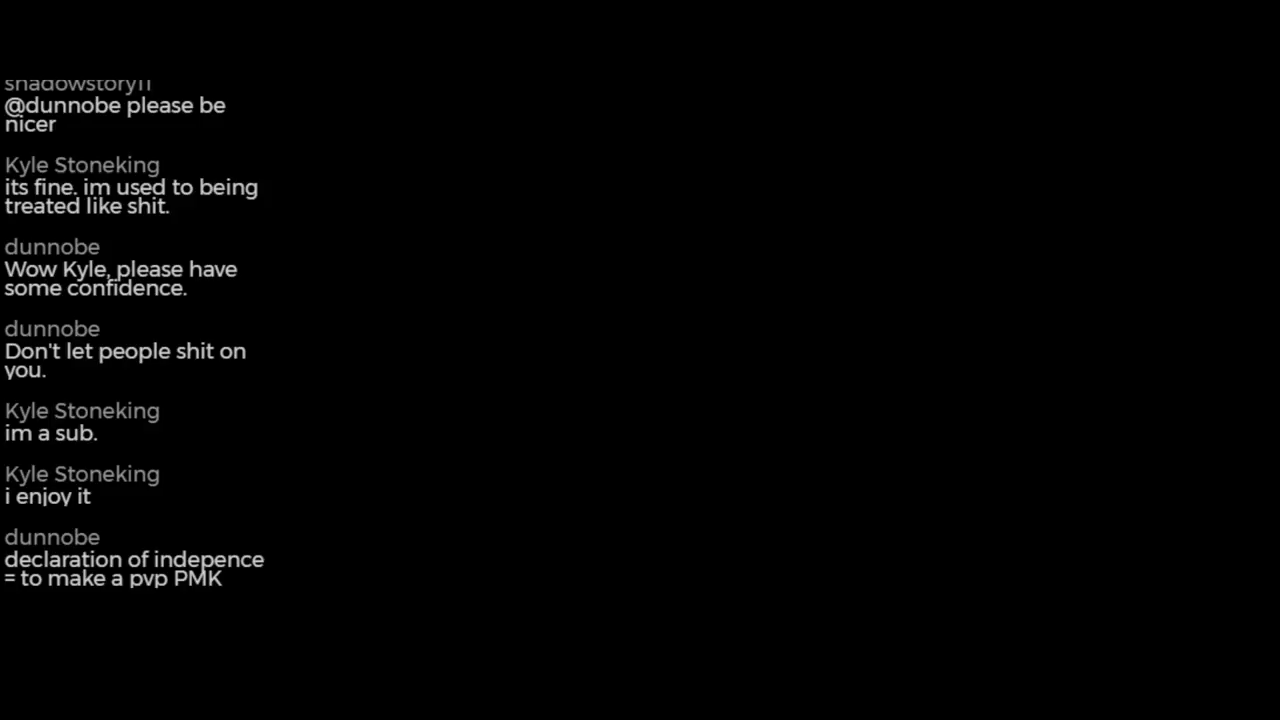 shadowstory11
@dunnobe please be
nicer
Kyle Stoneking
its fine. im used to being
treated like shit.
dunnobe
Wow Kyle, please have
some confidence.
dunnobe
Don't let people shit on
you.
Kyle Stoneking
im a sub.
Kyle Stoneking
i enjoy it
dunnobe
declaration of indepence
= to make a pvp PMK